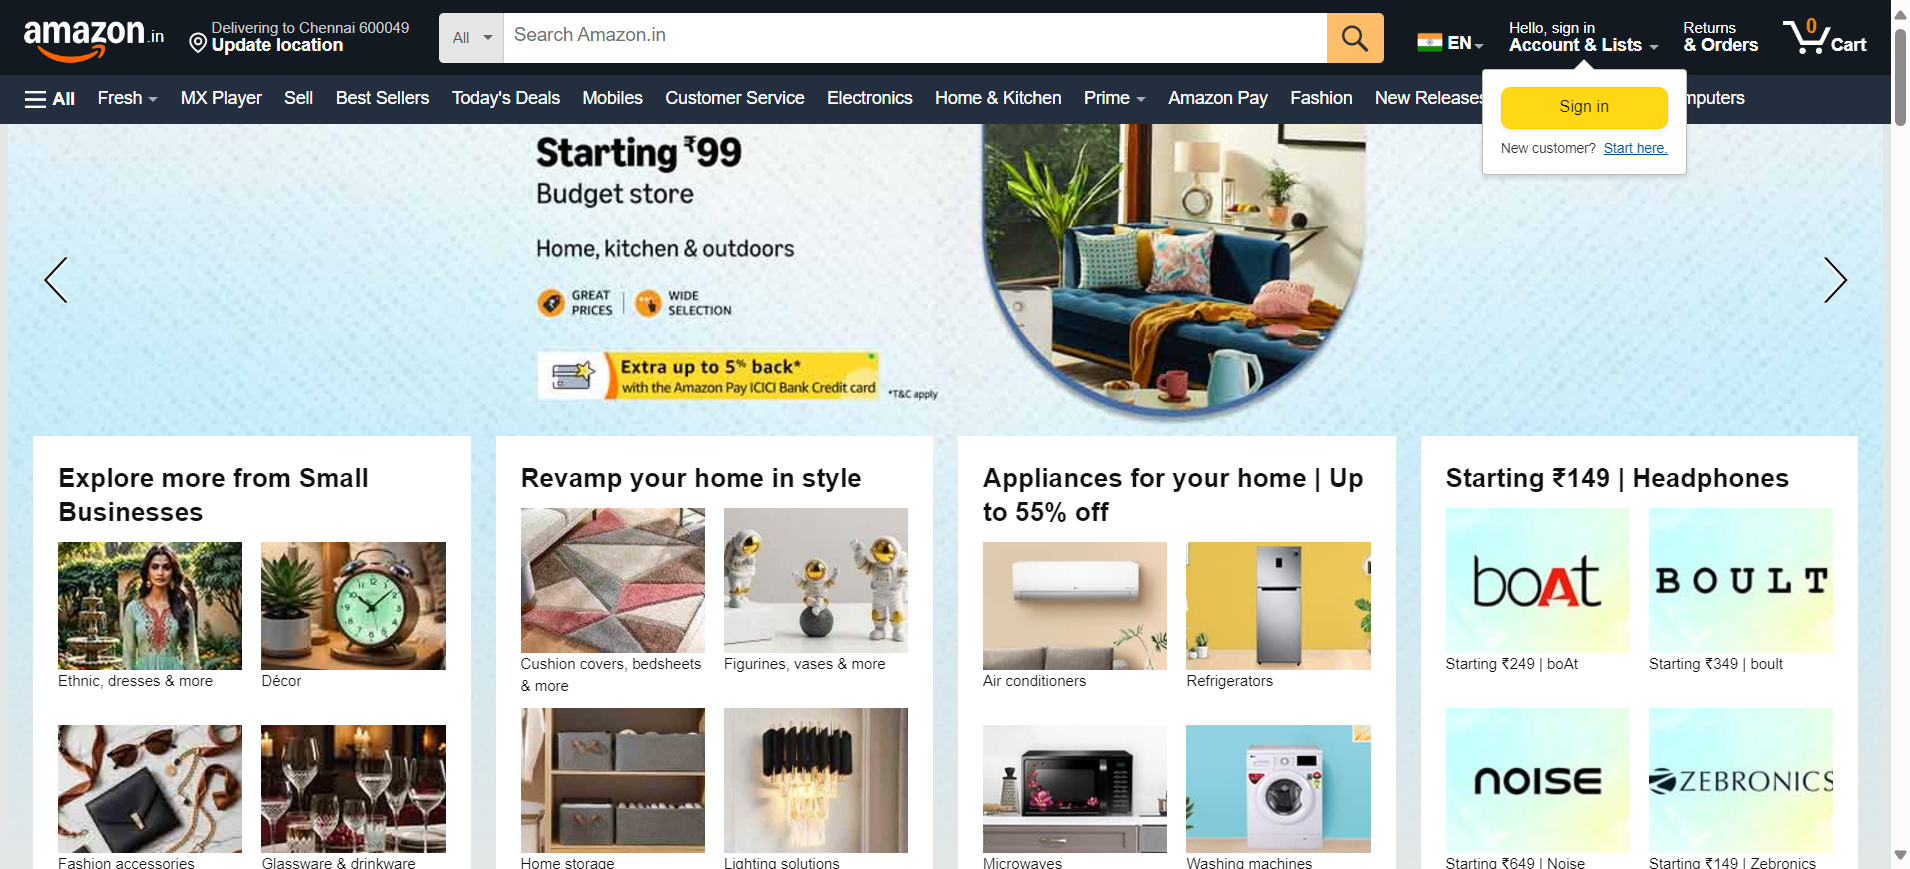 amazon.in
Delivering to Chennai 600049
Update location
All
Search Amazon.in
EN
Hello, sign in
Account & Lists
Returns
& Orders
0
Cart
All
Fresh
MX Player
Sell
Best Sellers
Today's Deals
Mobiles
Customer Service
Electronics
Home & Kitchen
Prime
Amazon Pay
Fashion
New Releases
mputers
Sign in
New customer? Start here.
Starting ₹99
Budget store
Home, kitchen & outdoors
GREAT
PRICES
WIDE
SELECTION
Extra up to 5% back*
with the Amazon Pay ICICI Bank Credit card
*T&C apply
Explore more from Small
Businesses
Ethnic, dresses & more
Décor
Fashion accessories
Glassware & drinkware
Revamp your home in style
Cushion covers, bedsheets
& more
Figurines, vases & more
Home storage
Lighting solutions
Appliances for your home | Up
to 55% off
Air conditioners
Refrigerators
Microwaves
Washing machines
Starting ₹149 | Headphones
boAt
BOULT
Starting ₹249 | boAt
Starting ₹349 | boult
noise
ZEBRONICS
Starting ₹649 | Noise
Starting ₹149 | Zebronics